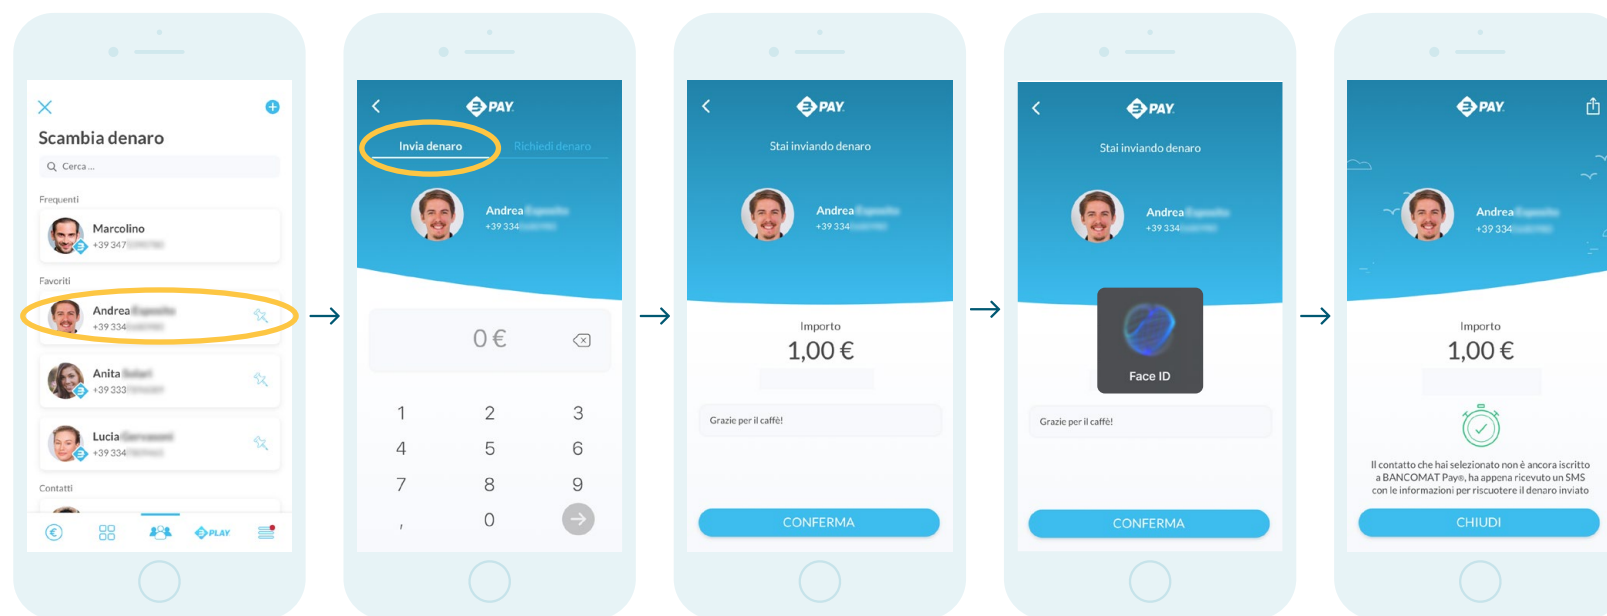 Scambia denaro
Cerca ...
Frequenti
Marcolino
+39 347
Favoriti
Andrea
+39 334
Anita
+39 333
Lucia
+39 334
Contatti
€
PLAY
PAY.
Invia denaro
Richiedi denaro
Andrea
+39 334
0 €
1 2 3
4 5 6
7 8 9
, 0
PAY.
Stai inviando denaro
Andrea
+39 334
Importo
1,00 €
Grazie per il caffè!
CONFERMA
PAY.
Stai inviando denaro
Andrea
+39 334
Face ID
Grazie per il caffè!
CONFERMA
PAY.
Andrea
+39 334
Importo
1,00 €
Il contatto che hai selezionato non è ancora iscritto
a BANCOMAT Pay®, ha appena ricevuto un SMS
con le informazioni per riscuotere il denaro inviato
CHIUDI